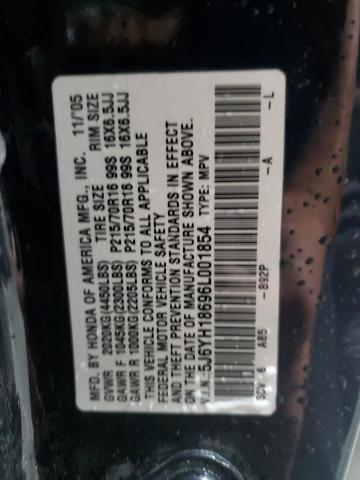 MFD. BY HONDA OF AMERICA MFG., INC. 11/'05
TIRE SIZE RIM SIZE
GVWR 2020KG(4450LBS)
GAWR F 1045KG(2300LBS) P215/70R16 99S 16X6.5JJ
GAWR R 1000KG(2205LBS) P215/70R16 99S 16X6.5JJ
THIS VEHICLE CONFORMS TO ALL APPLICABLE
FEDERAL MOTOR VEHICLE SAFETY
AND THEFT PREVENTION STANDARDS IN EFFECT
ON THE DATE OF MANUFACTURE SHOWN ABOVE.
V.I.N.: 5J6YH18696L001854 TYPE: MPV
SCV 6 A85 -B92P -A -L